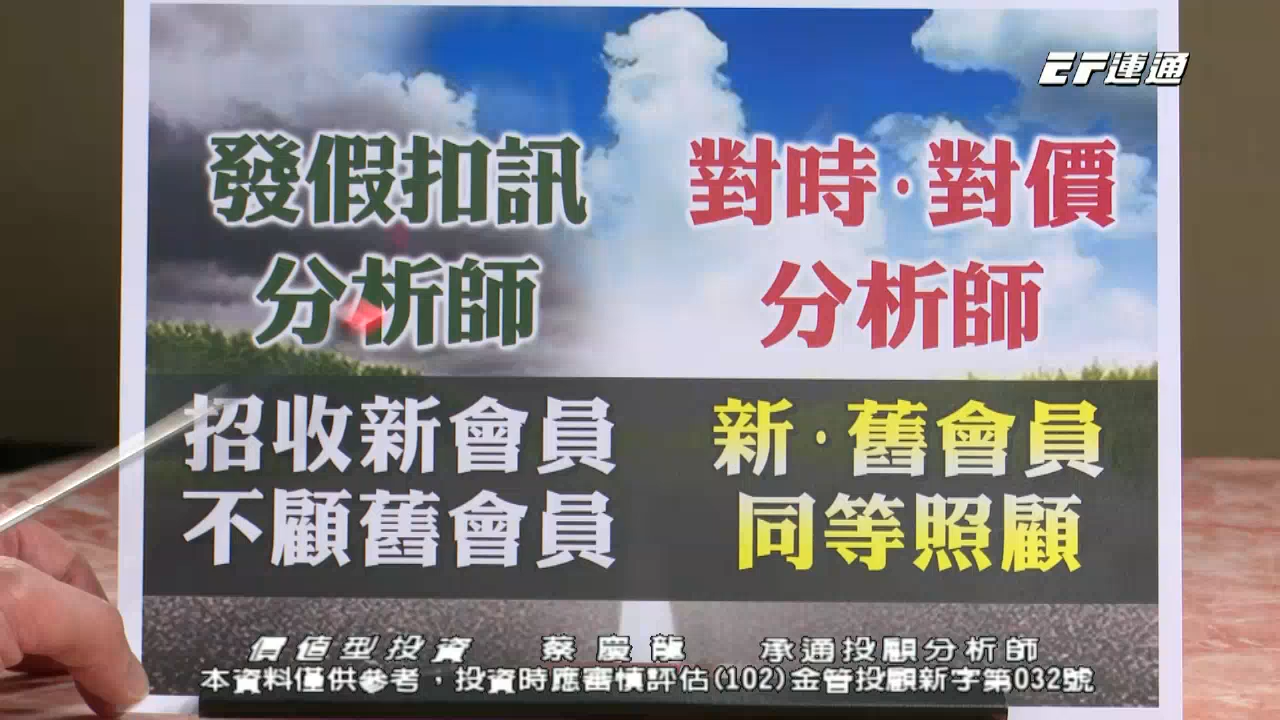 EF運通
發假扣訊
分析師
對時·對價
分析師
招收新會員
不顧舊會員
新·舊會員
同等照顧
價值型投資 蔡慶龍 承通投顧分析師
本資料僅供參考，投資時應審慎評估(102)金管投顧新字第032號